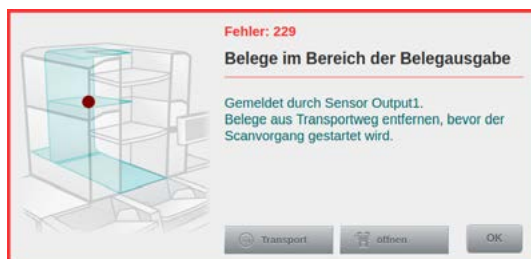 Fehler: 229
Belege im Bereich der Belegausgabe
Gemeldet durch Sensor Output1.
Belege aus Transportweg entfernen, bevor der
Scanvorgang gestartet wird.
Transport
öffnen
OK